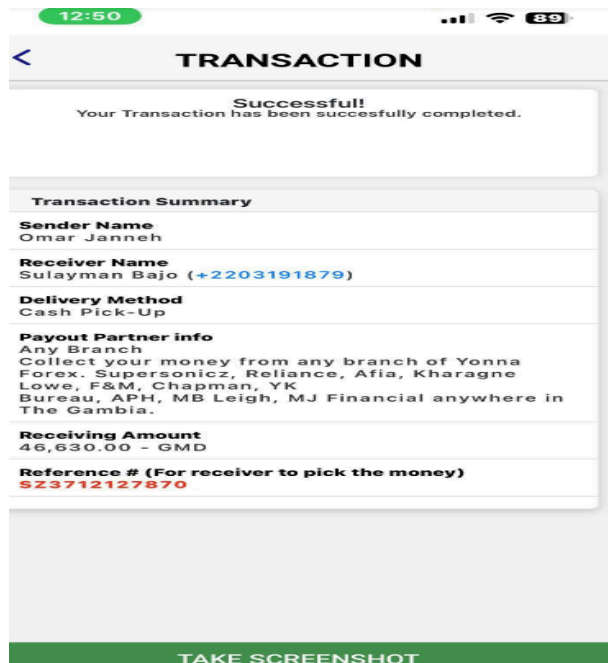 12:50
89
<
TRANSACTION
Successful!
Your Transaction has been succesfully completed.
Transaction Summary
Sender Name
Omar Janneh
Receiver Name
Sulayman Bajo (+2203191879)
Delivery Method
Cash Pick-Up
Payout Partner info
Any Branch
Collect your money from any branch of Yonna
Forex. Supersonicz, Reliance, Afia, Kharagne
Lowe, F&M, Chapman, YK
Bureau, APH, MB Leigh, MJ Financial anywhere in
The Gambia.
Receiving Amount
46,630.00 - GMD
Reference # (For receiver to pick the money)
SZ3712127870
TAKE SCREENSHOT